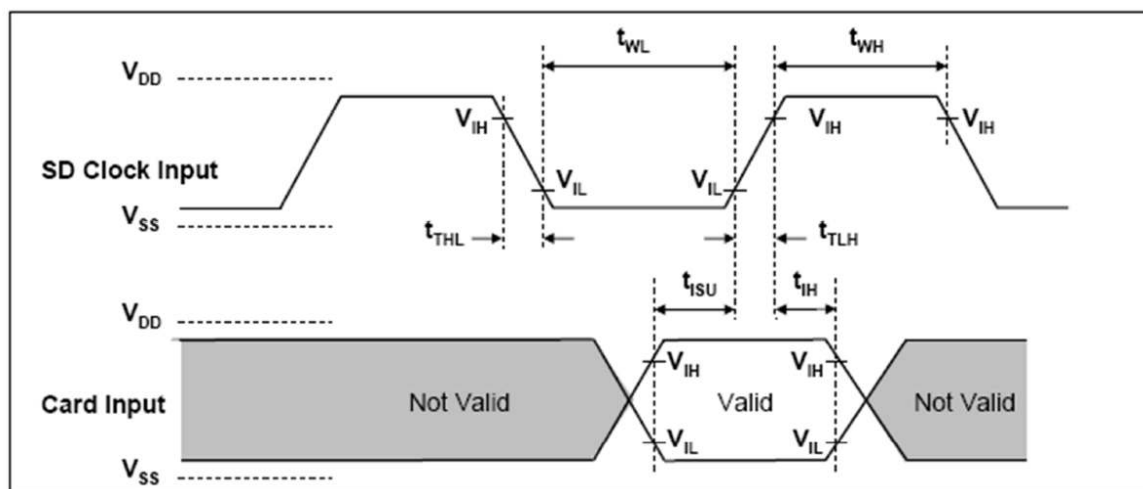 t_WL t_WH
V_DD
V_IH V_IH V_IH
SD Clock Input
V_IL V_IL
V_SS
t_THL t_TLH
t_ISU t_IH
V_DD
V_IH V_IH
Card Input Not Valid Valid Not Valid
V_IL V_IL
V_SS